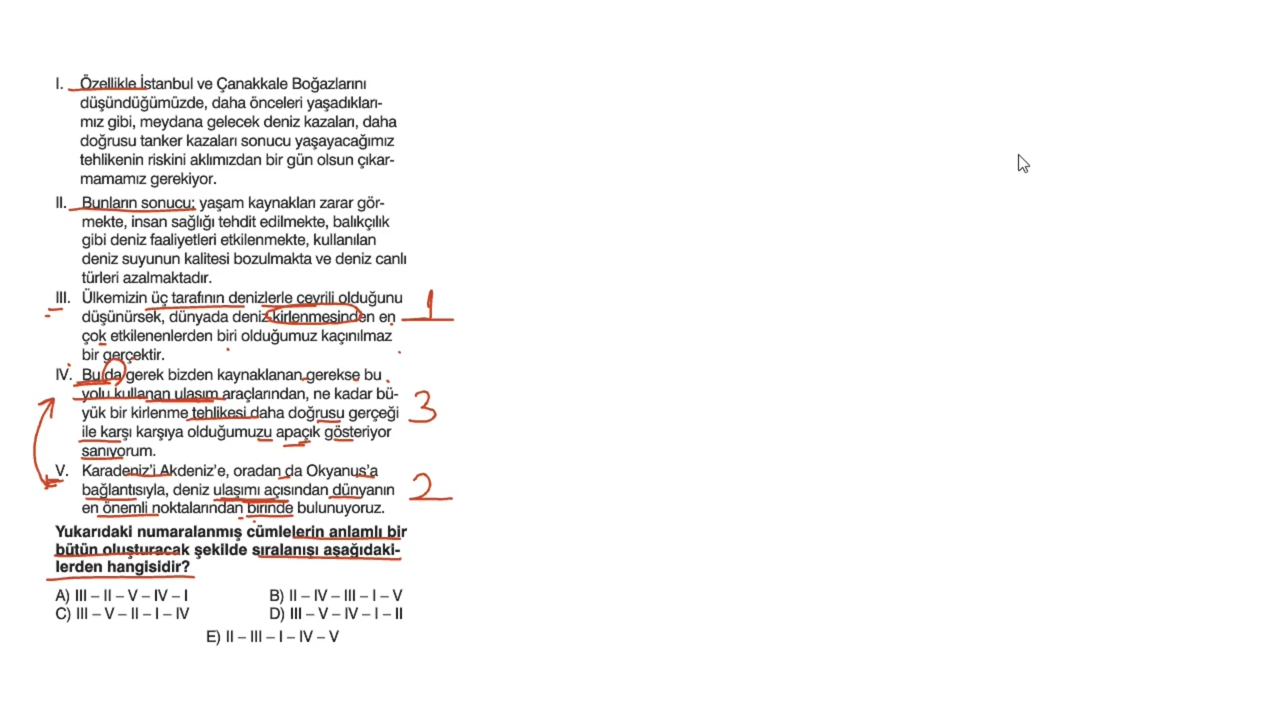 I. Özellikle İstanbul ve Çanakkale Boğazlarını
düşündüğümüzde, daha önceleri yaşadıkları-
mız gibi, meydana gelecek deniz kazaları, daha
doğrusu tanker kazaları sonucu yaşayacağımız
tehlikenin riskini aklımızdan bir gün olsun çıkar-
mamamız gerekiyor.
II. Bunların sonucu; yaşam kaynakları zarar gör-
mekte, insan sağlığı tehdit edilmekte, balıkçılık
gibi deniz faaliyetleri etkilenmekte, kullanılan
deniz suyunun kalitesi bozulmakta ve deniz canlı
türleri azalmaktadır.
III. Ülkemizin üç tarafının denizlerle çevrili olduğunu
düşünürsek, dünyada deniz kirlenmesinden en 1
çok etkilenenlerden biri olduğumuz kaçınılmaz
bir gerçektir.
IV. Bu da gerek bizden kaynaklanan gerekse bu
yolu kullanan ulaşım araçlarından, ne kadar bü-
yük bir kirlenme tehlikesi daha doğrusu gerçeği 3
ile karşı karşıya olduğumuzu apaçık gösteriyor
sanıyorum.
V. Karadeniz'i Akdeniz'e, oradan da Okyanus'a
bağlantısıyla, deniz ulaşımı açısından dünyanın 2
en önemli noktalarından birinde bulunuyoruz.
Yukarıdaki numaralanmış cümlelerin anlamlı bir
bütün oluşturacak şekilde sıralanışı aşağıdaki-
lerden hangisidir?
A) III – II – V – IV – I B) II – IV – III – I – V
C) III – V – II – I – IV D) III – V – IV – I – II
E) II – III – I – IV – V